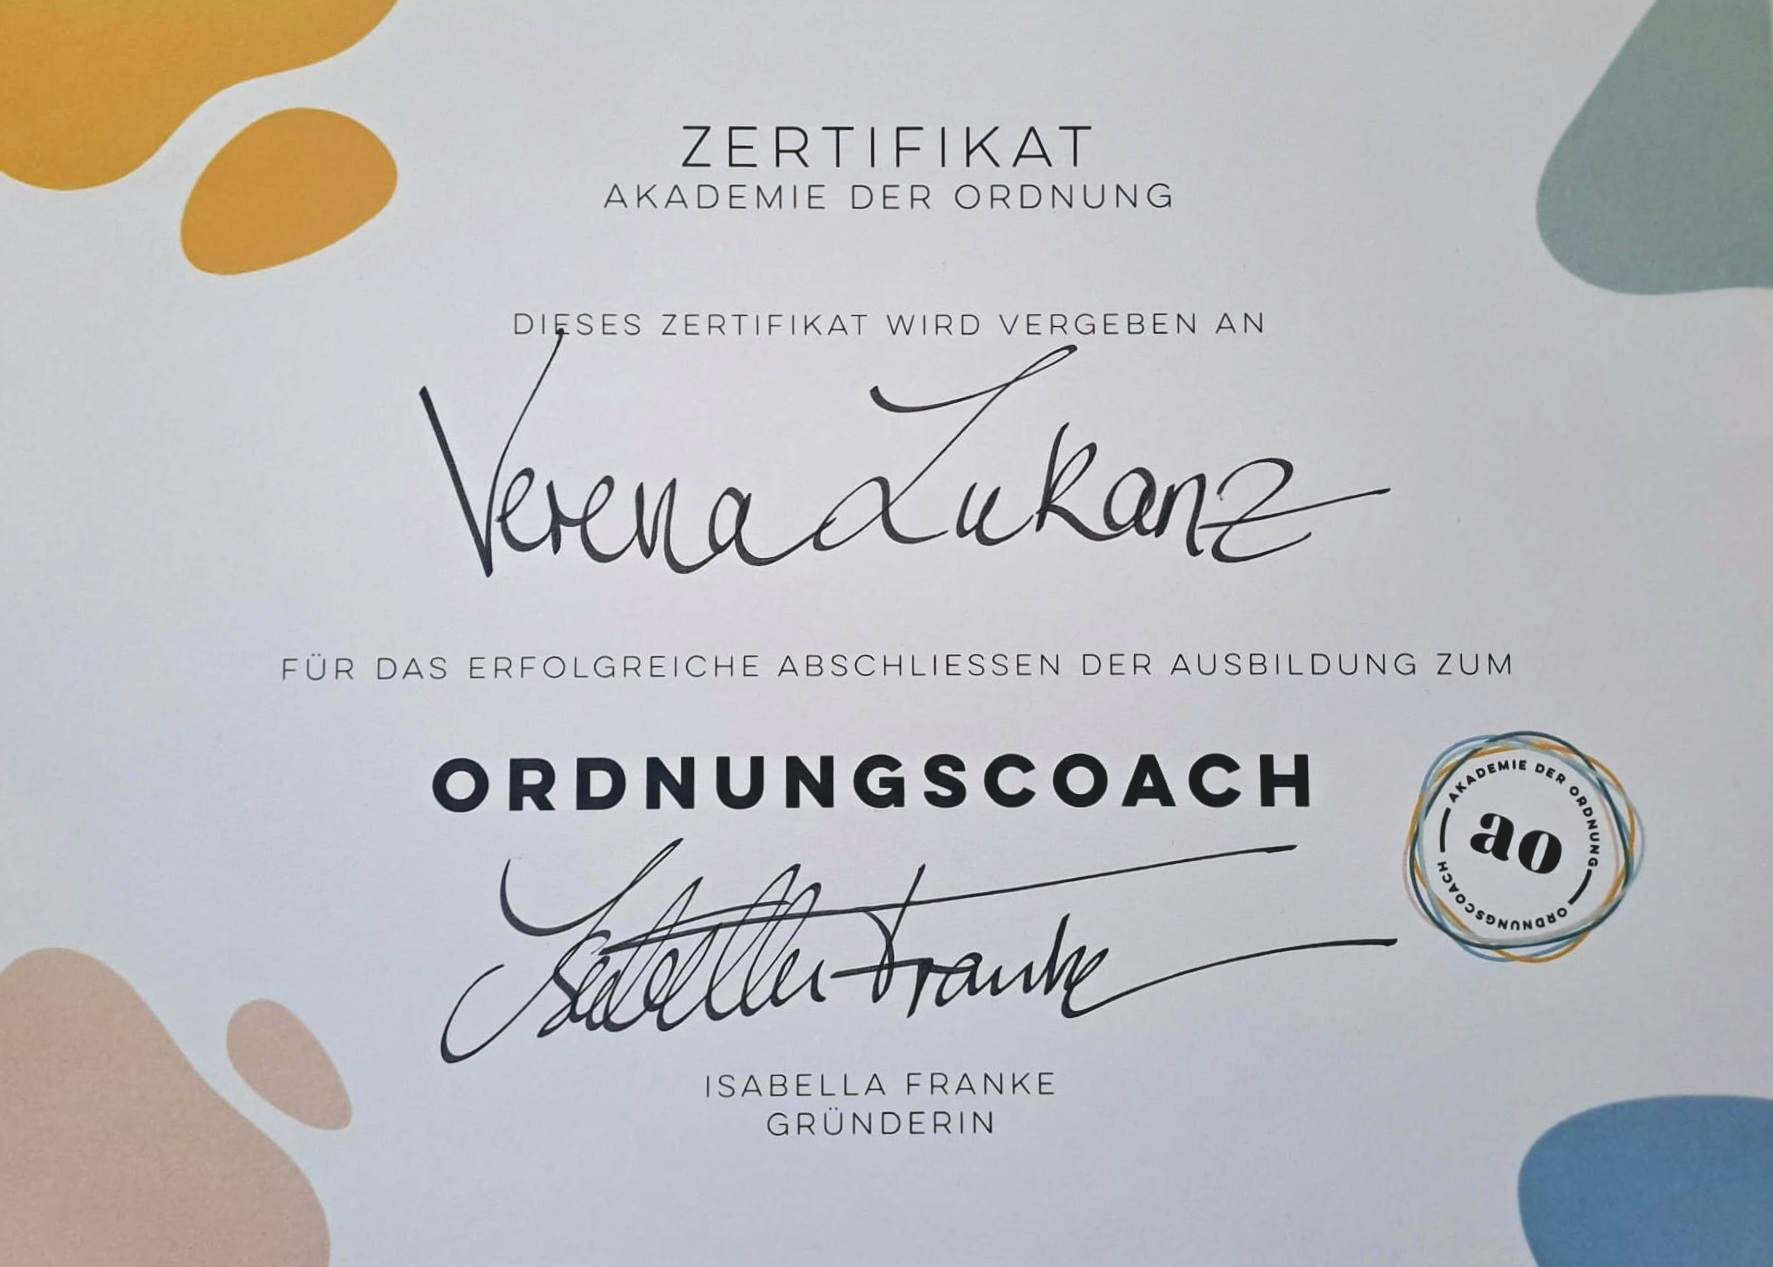 ZERTIFIKAT
AKADEMIE DER ORDNUNG
DIESES ZERTIFIKAT WIRD VERGEBEN AN
Verena Lukanz
FÜR DAS ERFOLGREICHE ABSCHLIESSEN DER AUSBILDUNG ZUM
ORDNUNGSCOACH
AKADEMIE DER ORDNUNG
ao
ORDNUNGSCOACH
Isabella Franke
ISABELLA FRANKE
GRÜNDERIN